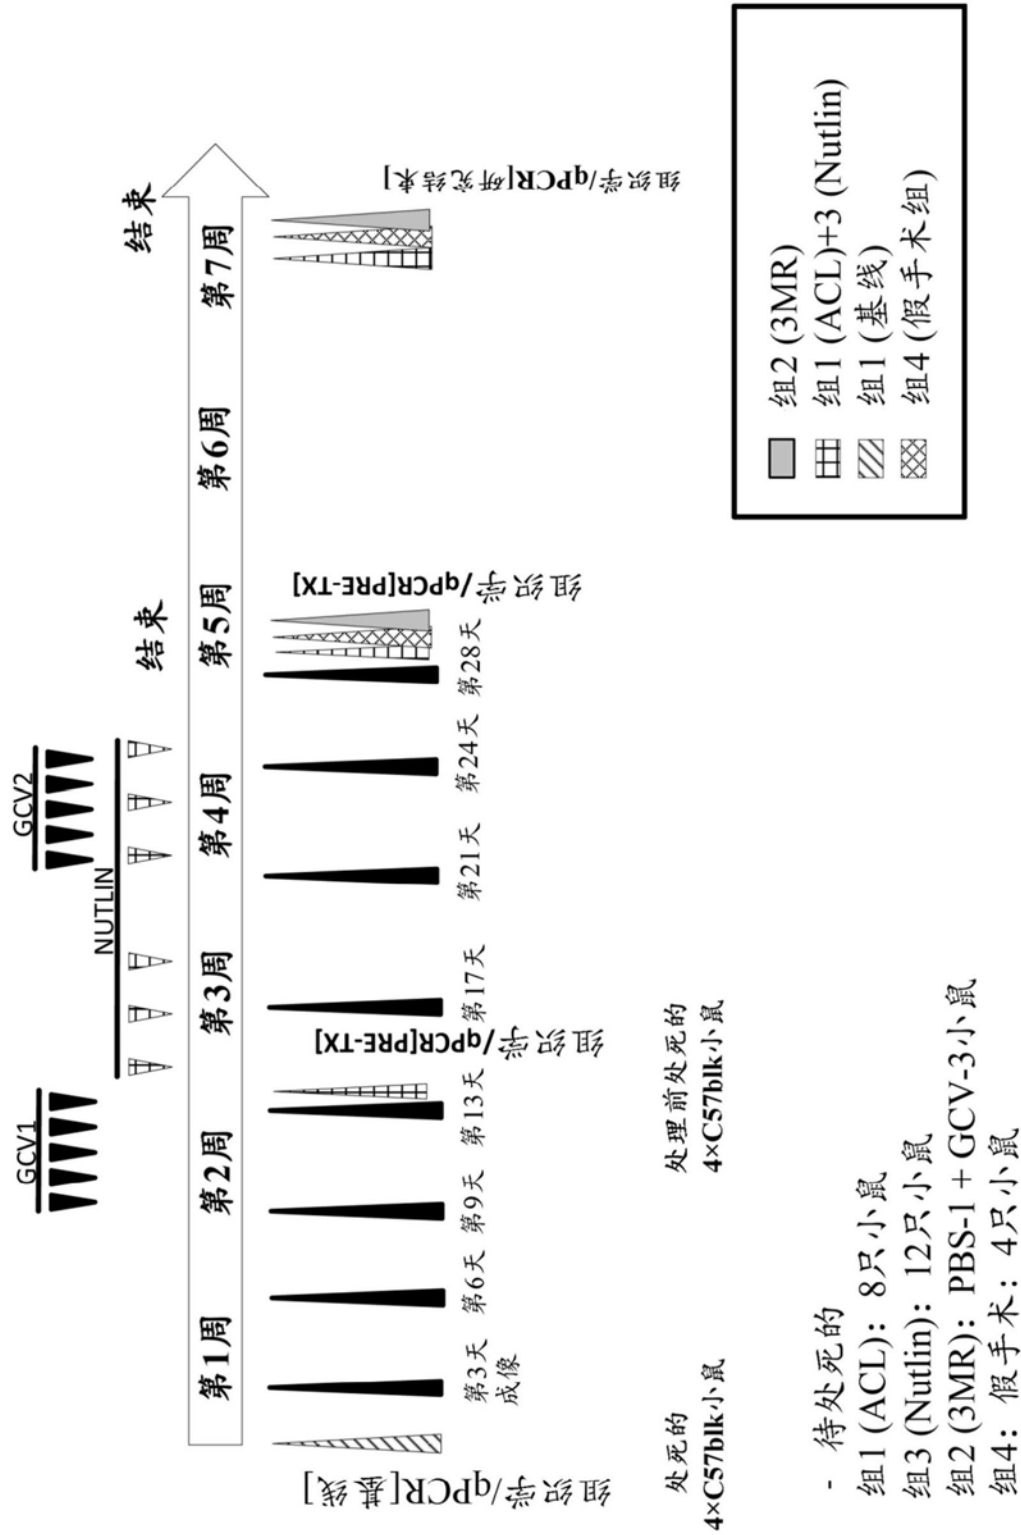 GCV1
GCV2
NUTLIN
结束
结束
第1周
第2周
第3周
第4周
第5周
第6周
第7周
组织学/qPCR[基线]
第3天
成像
第6天
第9天
第13天
组织学/qPCR[PRE-TX]
第17天
第21天
第24天
第28天
组织学/qPCR[PRE-TX]
组织学/qPCR[研究结束]
处死的
4×C57blk小鼠
处理前处死的
4×C57blk小鼠
组2 (3MR)
组1 (ACL)+3 (Nutlin)
组1 (基线)
组4 (假手术组)
- 待处死的
组1 (ACL)：8只小鼠
组3 (Nutlin)：12只小鼠
组2 (3MR)：PBS-1 + GCV-3小鼠
组4：假手术：4只小鼠